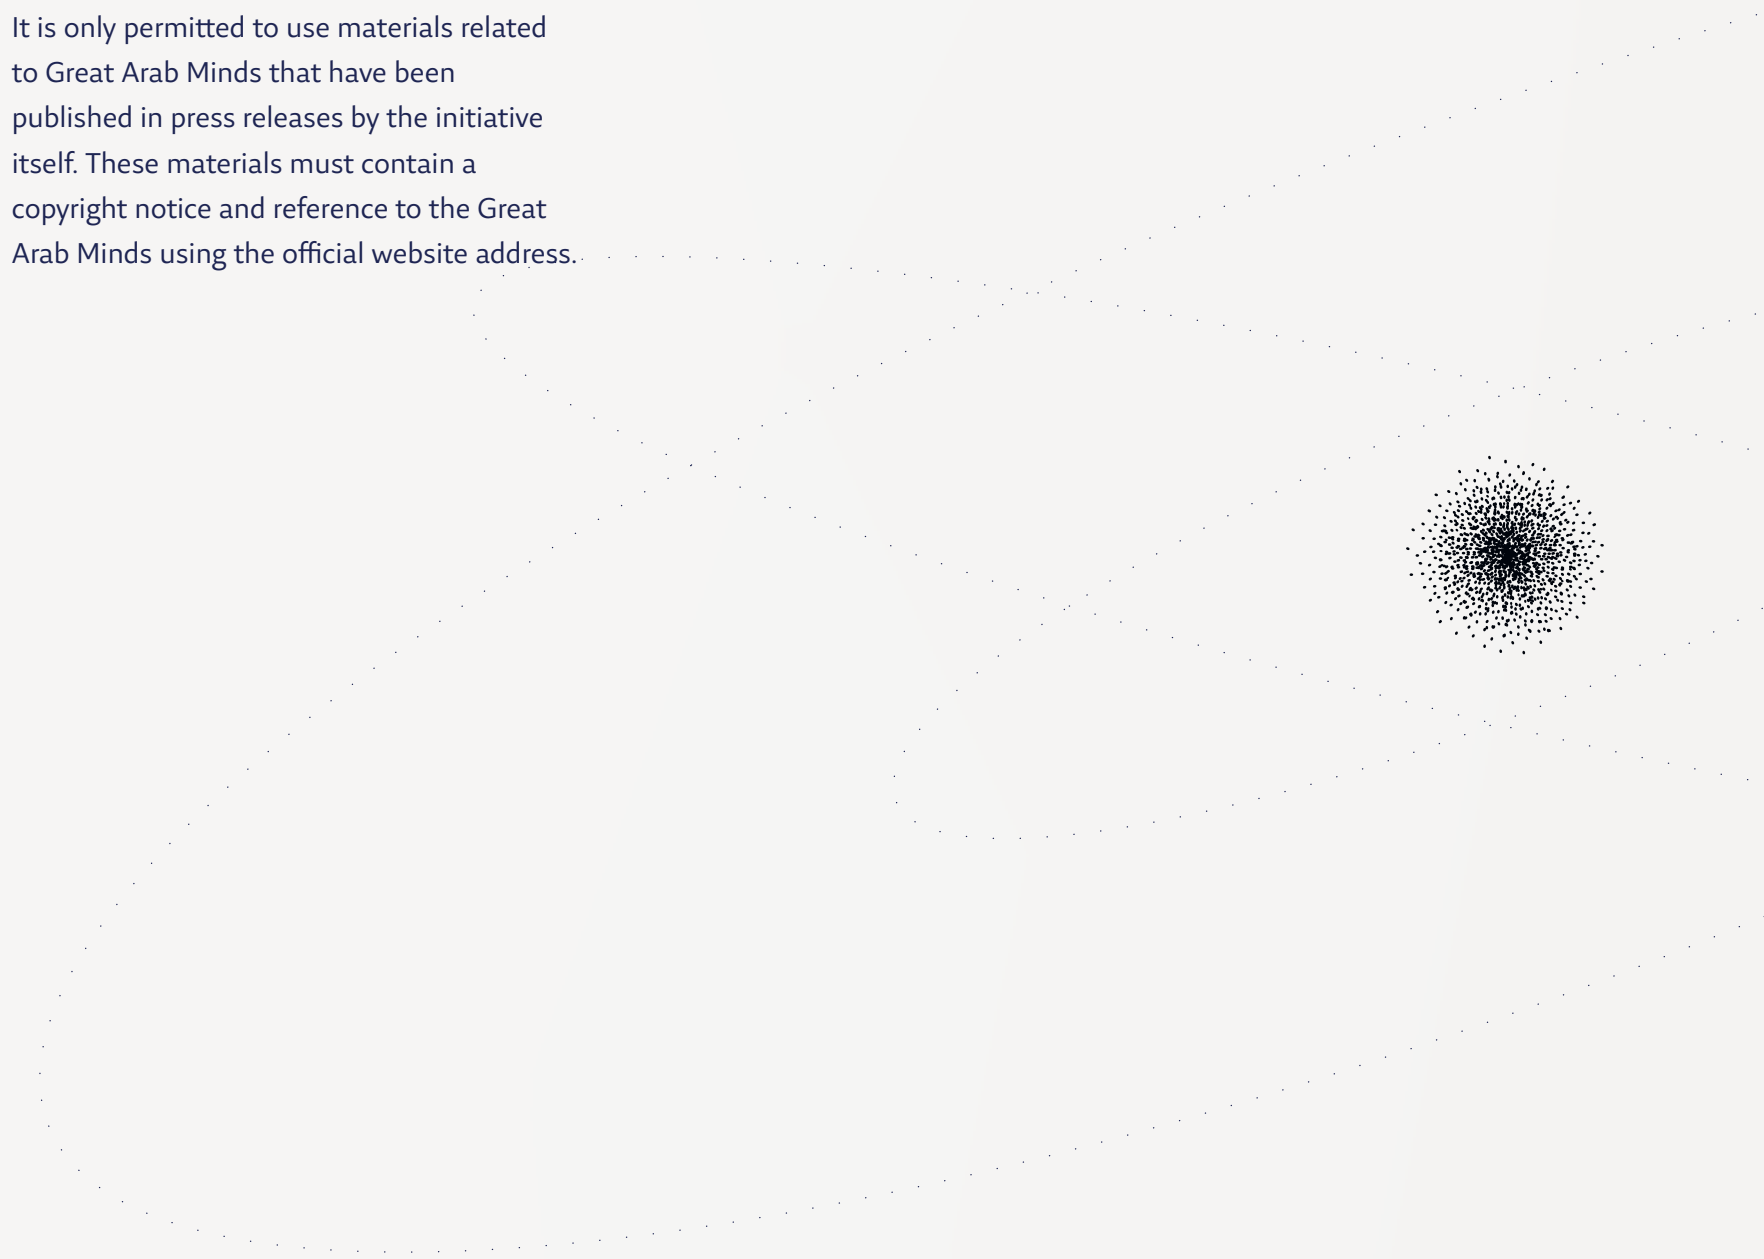 It is only permitted to use materials related
to Great Arab Minds that have been
published in press releases by the initiative
itself. These materials must contain a
copyright notice and reference to the Great
Arab Minds using the official website address.